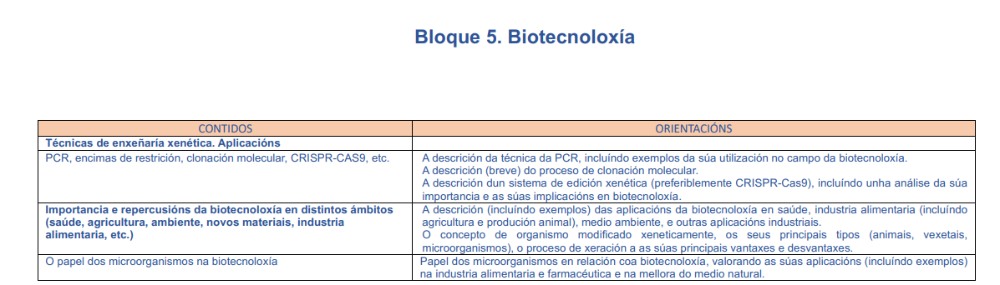 Bloque 5. Biotecnoloxía
CONTIDOS
ORIENTACIÓNS
Técnicas de enxeñaría xenética. Aplicacións
PCR, encimas de restrición, clonación molecular, CRISPR-CAS9, etc.
A descrición da técnica da PCR, incluíndo exemplos da súa utilización no campo da biotecnoloxía.
A descrición (breve) do proceso de clonación molecular.
A descrición dun sistema de edición xenética (preferiblemente CRISPR-Cas9), incluíndo unha análise da súa
importancia e as súas implicacións en biotecnoloxía.
Importancia e repercusións da biotecnoloxía en distintos ámbitos
(saúde, agricultura, ambiente, novos materiais, industria
alimentaria, etc.)
A descrición (incluíndo exemplos) das aplicacións da biotecnoloxía en saúde, industria alimentaria (incluíndo
agricultura e produción animal), medio ambiente, e outras aplicacións industriais.
O concepto de organismo modificado xeneticamente, os seus principais tipos (animais, vexetais,
microorganismos), o proceso de xeración a as súas principais vantaxes e desvantaxes.
O papel dos microorganismos na biotecnoloxía
Papel dos microorganismos en relación coa biotecnoloxía, valorando as súas aplicacións (incluíndo exemplos)
na industria alimentaria e farmacéutica e na mellora do medio natural.